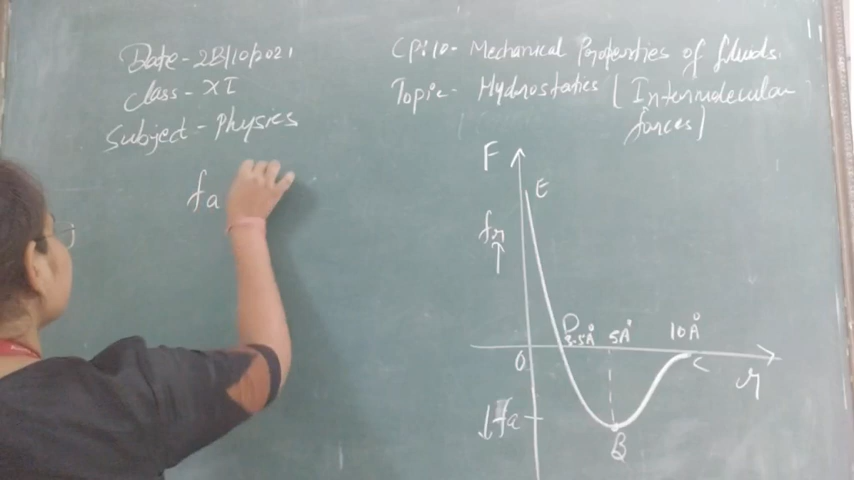 Date - 28/10/2021
Class - XI
Subject - Physics
CP:10- Mechanical Properties of fluids.
Topic- Hydrostatics [Intermolecular
forces]
fa
F
E
fr
D
3.5Å 5Å 10Å
O
C
r
fa
B